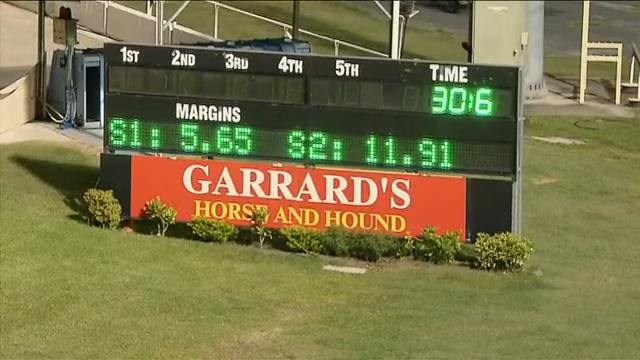 1ST 2ND 3RD 4TH 5TH TIME
30:6
MARGINS
S1: 5.65 S2: 11.91
GARRARD'S
HORSE AND HOUND